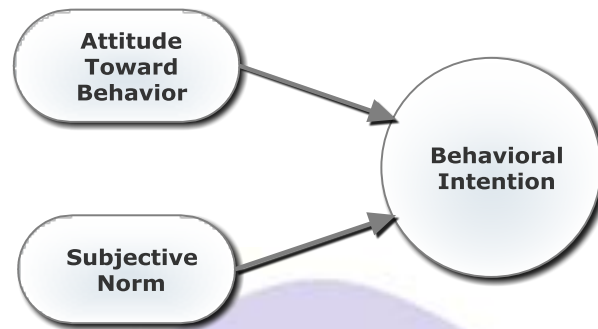 Attitude
Toward
Behavior
Behavioral
Intention
Subjective
Norm